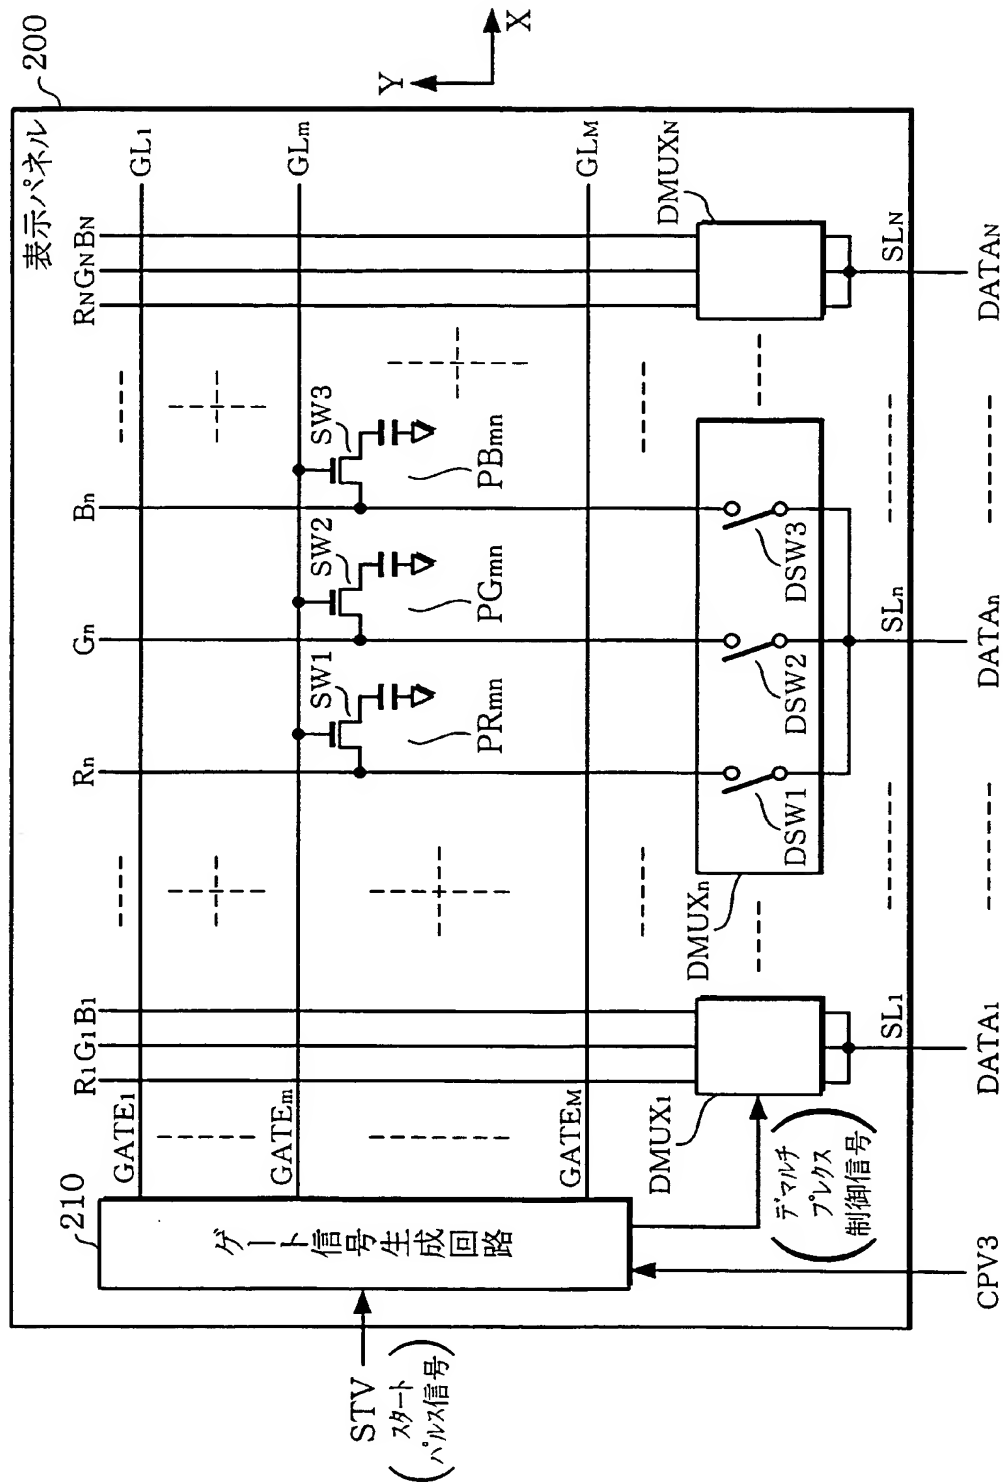 200
表示パネル
Y
X
R1 G1 B1
Rn
Gn
Bn
RN GN BN
210
GATE1
GL1
GATEm
GLm
SW1
SW2
SW3
PRmn
PGmn
PBmn
GATEM
GLM
ゲート信号生成回路
STV
(スタート
パルス信号)
DMUX1
DMUXn
DMUXN
DSW1
DSW2
DSW3
(デマルチ
プレクス
制御信号)
SL1
SLn
SLN
CPV3
DATA1
DATAn
DATAN